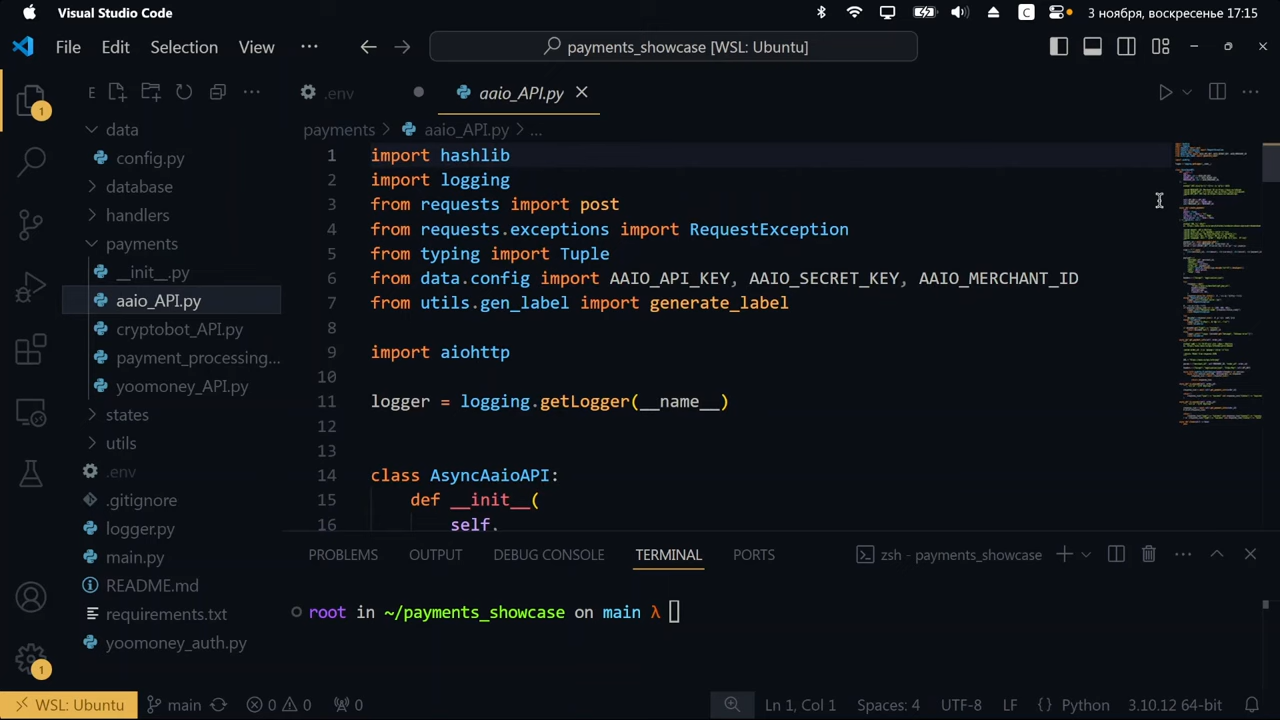 Visual Studio Code
C
3 ноября, воскресенье 17:15
File Edit Selection View ···
payments_showcase [WSL: Ubuntu]
1
E
.env
aaio_API.py
payments > aaio_API.py > ...
data
config.py
database
handlers
payments
__init__.py
aaio_API.py
cryptobot_API.py
payment_processing...
yoomoney_API.py
states
utils
.env
.gitignore
logger.py
main.py
README.md
requirements.txt
yoomoney_auth.py
1 import hashlib
2 import logging
3 from requests import post
4 from requests.exceptions import RequestException
5 from typing import Tuple
6 from data.config import AAIO_API_KEY, AAIO_SECRET_KEY, AAIO_MERCHANT_ID
7 from utils.gen_label import generate_label
8
9 import aiohttp
10
11 logger = logging.getLogger(__name__)
12
13
14 class AsyncAaioAPI:
15 def __init__(
16 self,
PROBLEMS OUTPUT DEBUG CONSOLE TERMINAL PORTS
zsh - payments_showcase
root in ~/payments_showcase on main λ
1
WSL: Ubuntu main 0 0 0
Ln 1, Col 1 Spaces: 4 UTF-8 LF {} Python 3.10.12 64-bit